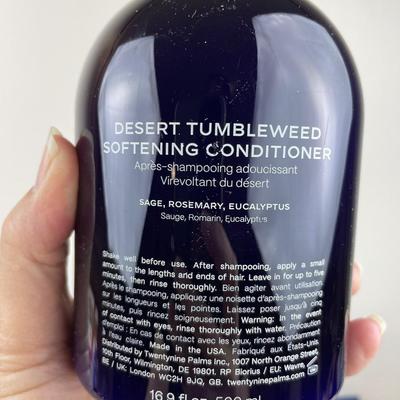 DESERT TUMBLEWEED
SOFTENING CONDITIONER
Après-shampooing adoucissant
Virevoltant du désert
SAGE, ROSEMARY, EUCALYPTUS
Sauge, Romarin, Eucalyptus
Shake well before use. After shampooing, apply a small
amount to the lengths and ends of hair. Leave in for up to five
minutes, then rinse thoroughly. Bien agiter avant utilisation.
Après le shampooing, appliquez une noisette d'après-shampooing
sur les longueurs et les pointes. Laissez poser jusqu'à cinq
minutes, puis rincez soigneusement. Warning: In the event
of contact with eyes, rinse thoroughly with water. Précaution
d'emploi : En cas de contact avec les yeux, rincez abondamment
à l'eau claire. Made in the USA. Fabriqué aux États-Unis.
Distributed by Twentynine Palms Inc., 1007 North Orange Street,
10th Floor, Wilmington, DE 19801. RP Biorius / EU: Wavre,
BE / UK: London WC2H 9JQ, GB. twentyninepalms.com
16.9 fl oz 500 ml